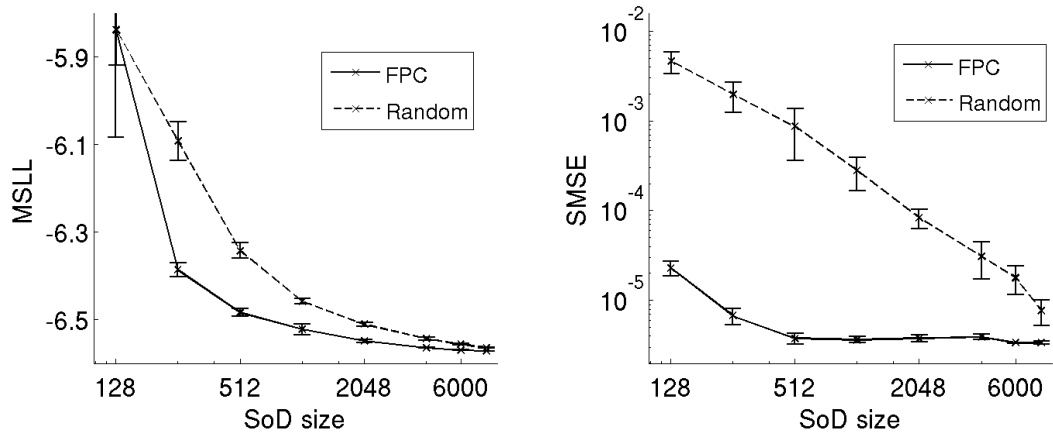 MSLL
-5.9
-6.1
-6.3
-6.5
128
512
2048
6000
SoD size
FPC
Random
SMSE
10^-2
10^-3
10^-4
10^-5
128
512
2048
6000
SoD size
FPC
Random